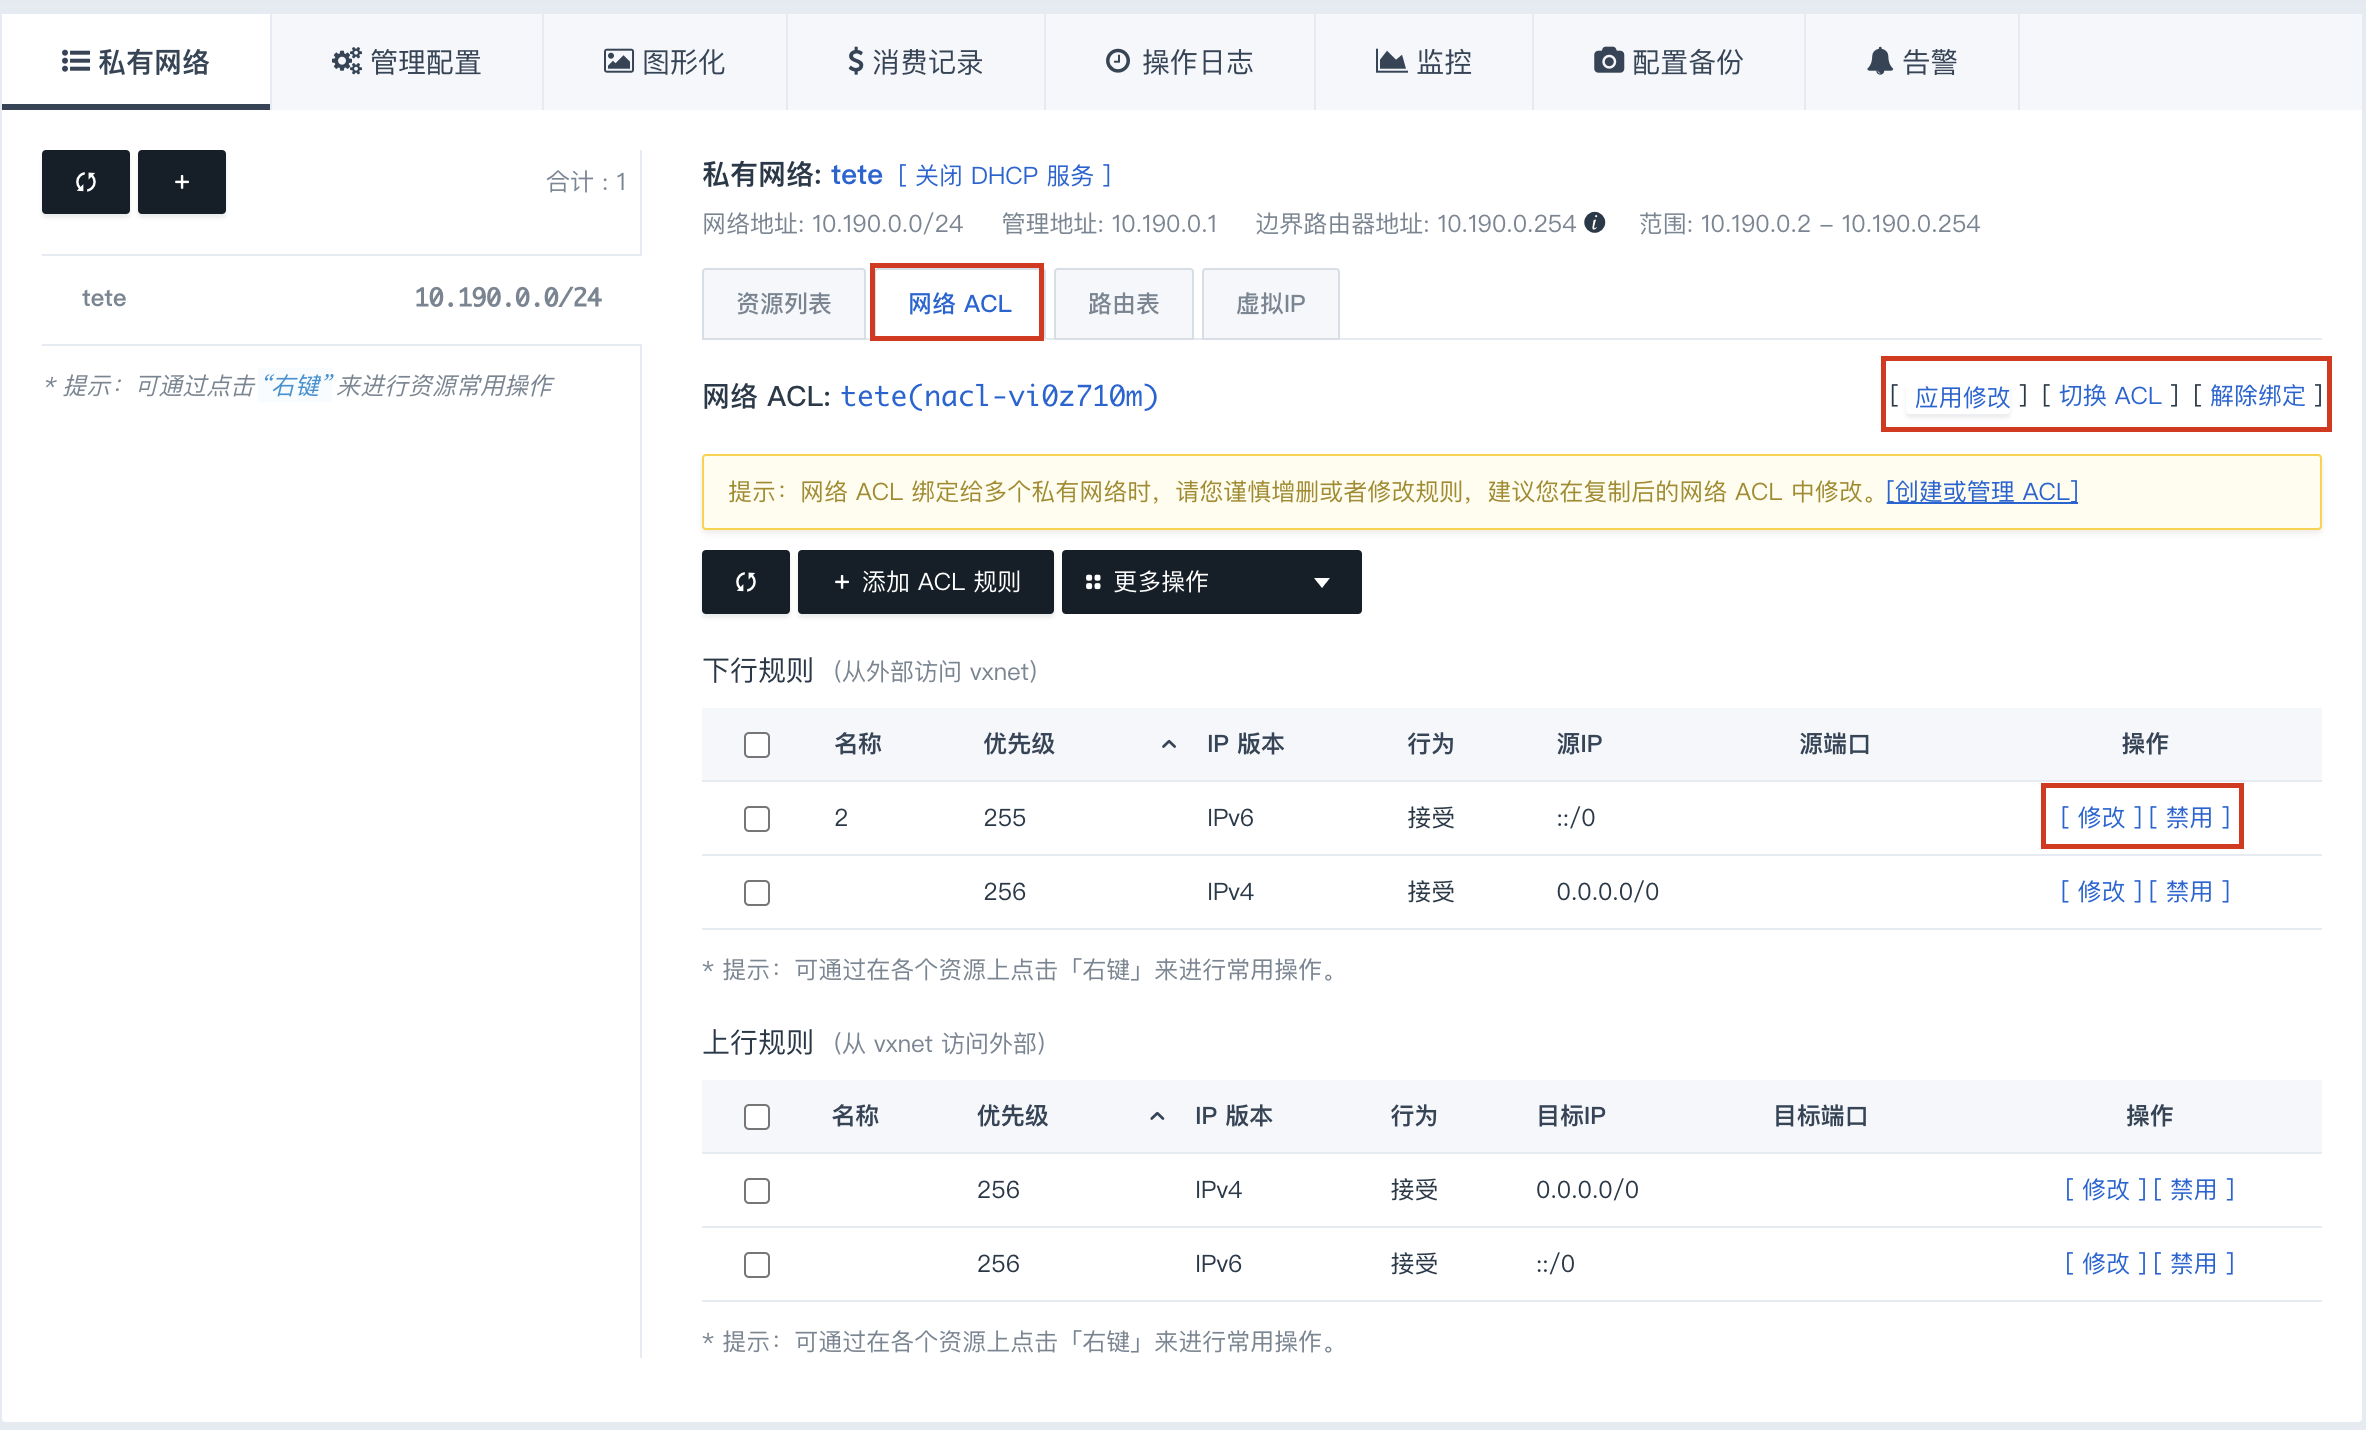 私有网络 管理配置 图形化 消费记录 操作日志 监控 配置备份 告警
+ 合计 : 1
tete 10.190.0.0/24
* 提示：可通过点击“右键”来进行资源常用操作
私有网络: tete [ 关闭 DHCP 服务 ]
网络地址: 10.190.0.0/24 管理地址: 10.190.0.1 边界路由器地址: 10.190.0.254 范围: 10.190.0.2 – 10.190.0.254
资源列表 网络 ACL 路由表 虚拟IP
网络 ACL: tete(nacl-vi0z710m) [ 应用修改 ] [ 切换 ACL ] [ 解除绑定 ]
提示：网络 ACL 绑定给多个私有网络时，请您谨慎增删或者修改规则，建议您在复制后的网络 ACL 中修改。[创建或管理 ACL]
+ 添加 ACL 规则 更多操作
下行规则 (从外部访问 vxnet)
名称 优先级 IP 版本 行为 源IP 源端口 操作
2 255 IPv6 接受 ::/0 [ 修改 ][ 禁用 ]
256 IPv4 接受 0.0.0.0/0 [ 修改 ][ 禁用 ]
* 提示：可通过在各个资源上点击「右键」来进行常用操作。
上行规则 (从 vxnet 访问外部)
名称 优先级 IP 版本 行为 目标IP 目标端口 操作
256 IPv4 接受 0.0.0.0/0 [ 修改 ][ 禁用 ]
256 IPv6 接受 ::/0 [ 修改 ][ 禁用 ]
* 提示：可通过在各个资源上点击「右键」来进行常用操作。